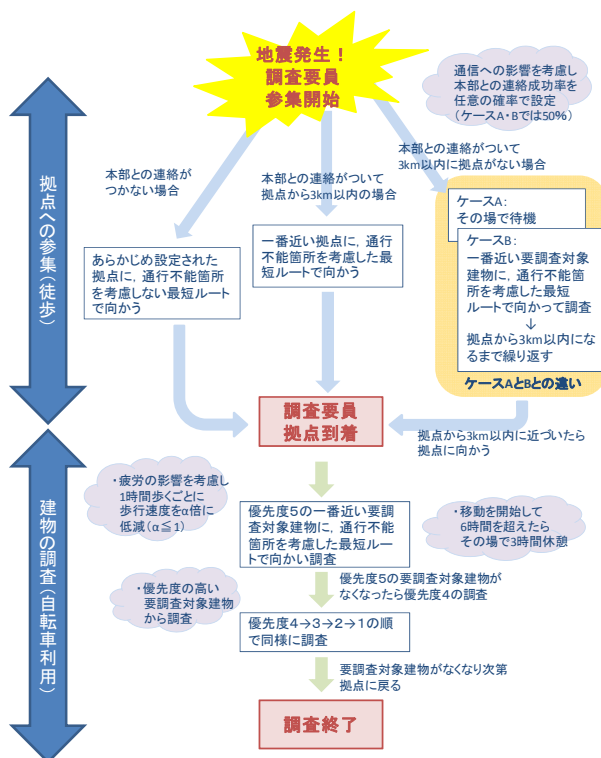 地震発生！
調査要員
参集開始
通信への影響を考慮し
本部との連絡成功率を
任意の確率で設定
（ケースA・Bでは50％）
拠点への参集（徒歩）
本部との連絡が
つかない場合
本部との連絡がついて
拠点から3km以内の場合
本部との連絡がついて
3km以内に拠点がない場合
あらかじめ設定された
拠点に，通行不能箇所
を考慮しない最短ルート
で向かう
一番近い拠点に，通行
不能箇所を考慮した最
短ルートで向かう
ケースA：
その場で待機
ケースB：
一番近い要調査対象
建物に，通行不能箇
所を考慮した最短
ルートで向かって調査
↓
拠点から3km以内にな
るまで繰り返す
ケースAとBとの違い
調査要員
拠点到着
拠点から3km以内に近づいたら
拠点に向かう
建物の調査（自転車利用）
・疲労の影響を考慮し
1時間歩くごとに
歩行速度をα倍に
低減（α≦1）
優先度5の一番近い要調
査対象建物に，通行不能
箇所を考慮した最短ルー
トで向かい調査
・移動を開始して
6時間を超えたら
その場で3時間休憩
優先度5の要調査対象建物が
なくなったら優先度4の調査
・優先度の高い
要調査対象建物
から調査
優先度4→3→2→1の順
で同様に調査
要調査対象建物がなくなり次第
拠点に戻る
調査終了